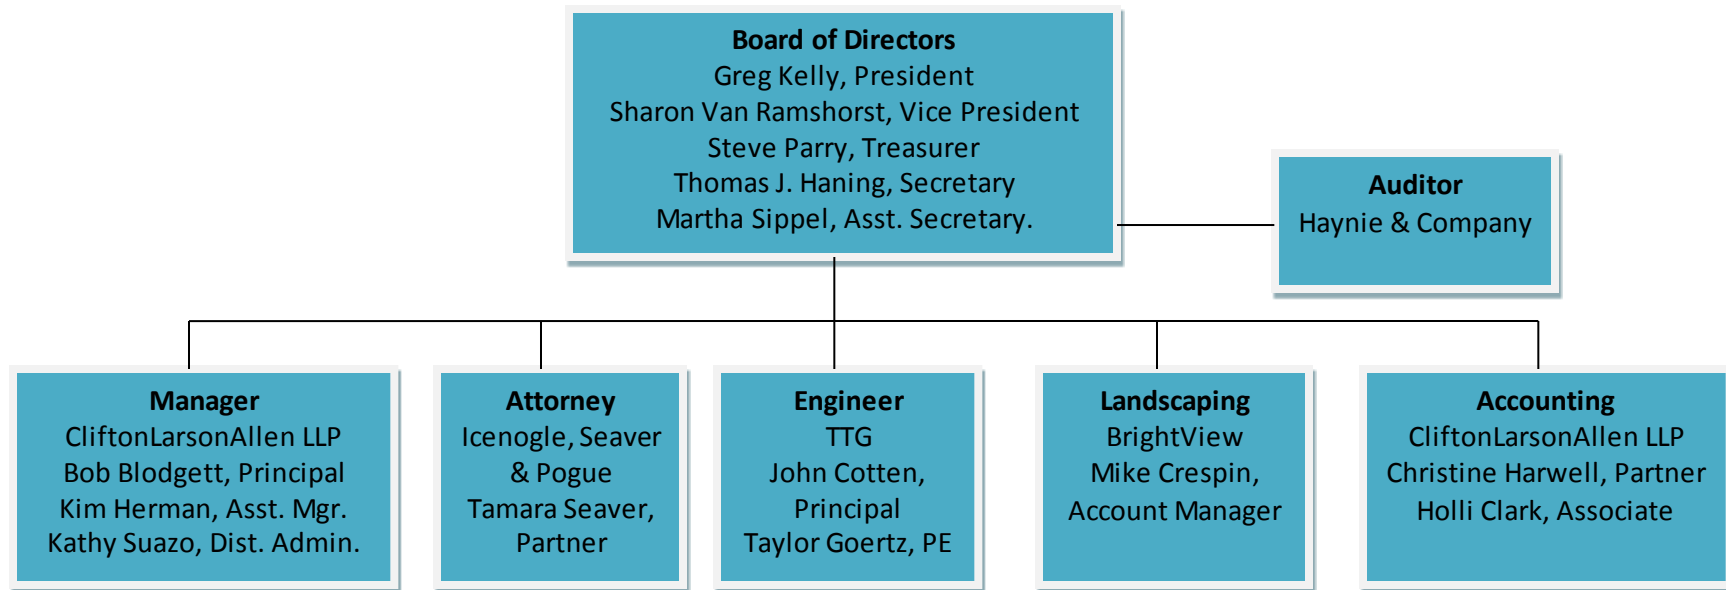 Board of Directors
Greg Kelly, President
Sharon Van Ramshorst, Vice President
Steve Parry, Treasurer
Thomas J. Haning, Secretary
Martha Sippel, Asst. Secretary.
Auditor
Haynie & Company
Manager
CliftonLarsonAllen LLP
Bob Blodgett, Principal
Kim Herman, Asst. Mgr.
Kathy Suazo, Dist. Admin.
Attorney
Icenogle, Seaver
& Pogue
Tamara Seaver,
Partner
Engineer
TTG
John Cotten,
Principal
Taylor Goertz, PE
Landscaping
BrightView
Mike Crespin,
Account Manager
Accounting
CliftonLarsonAllen LLP
Christine Harwell, Partner
Holli Clark, Associate